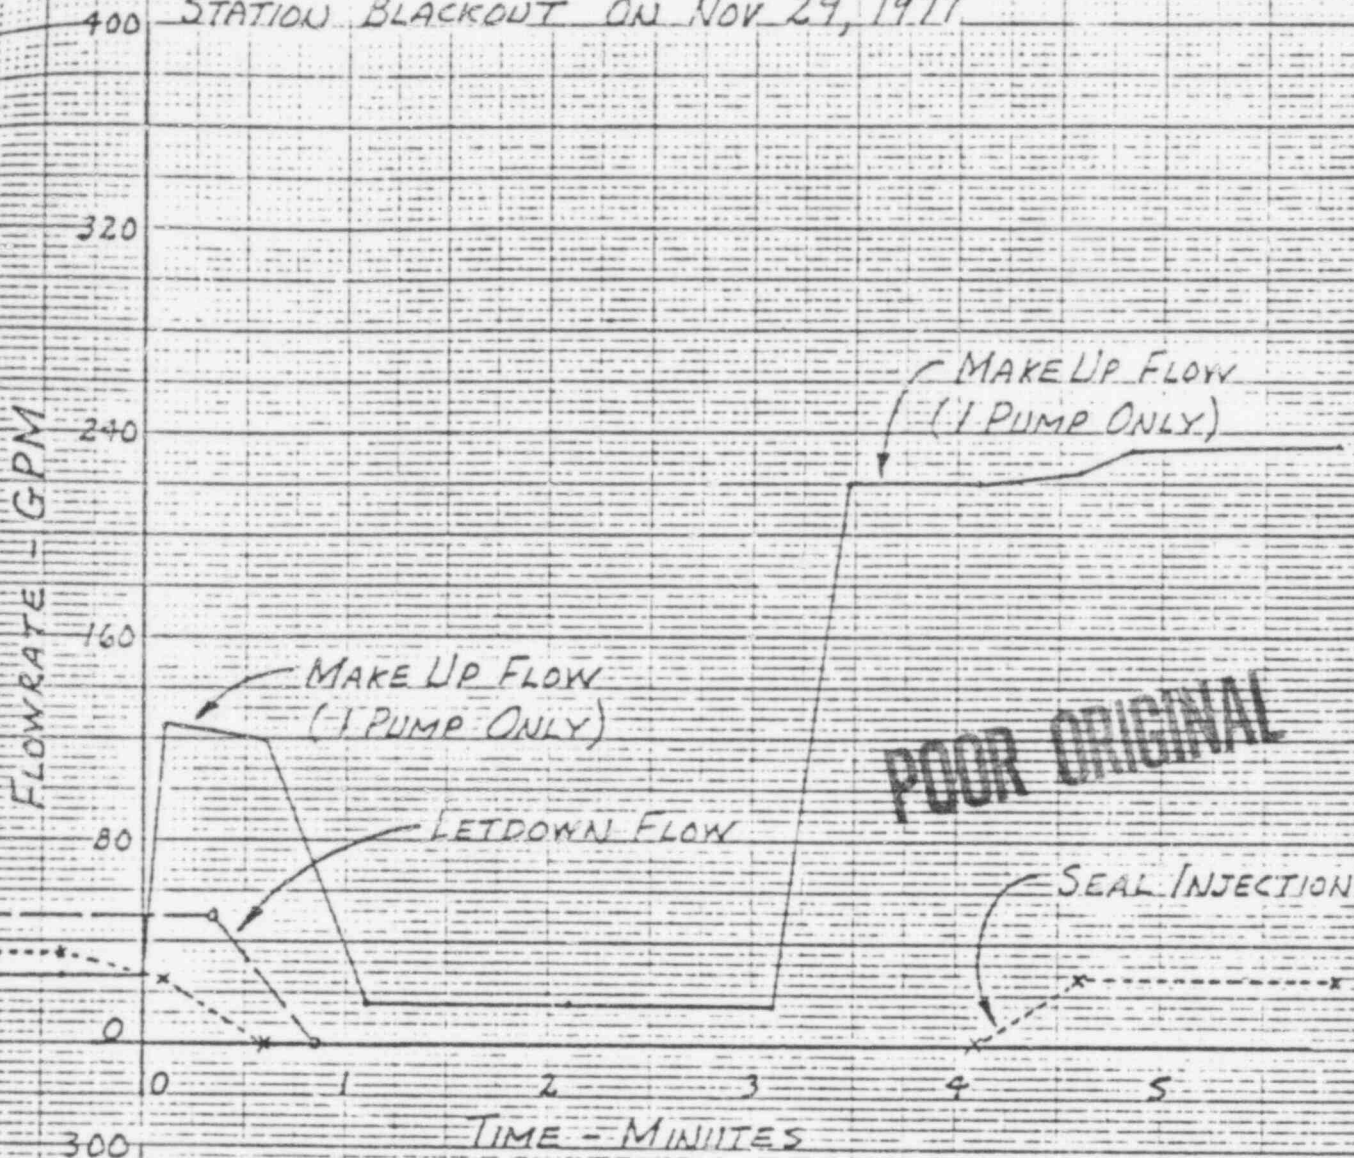 STATION BLACKOUT ON NOV 29, 1977
400
320
MAKE UP FLOW
(1 PUMP ONLY)
240
FLOWRATE - GPM
160
MAKE UP FLOW
(1 PUMP ONLY)
POOR ORIGINAL
80
LETDOWN FLOW
SEAL INJECTION
0
0 1 2 3 4 5
TIME - MINUTES
300